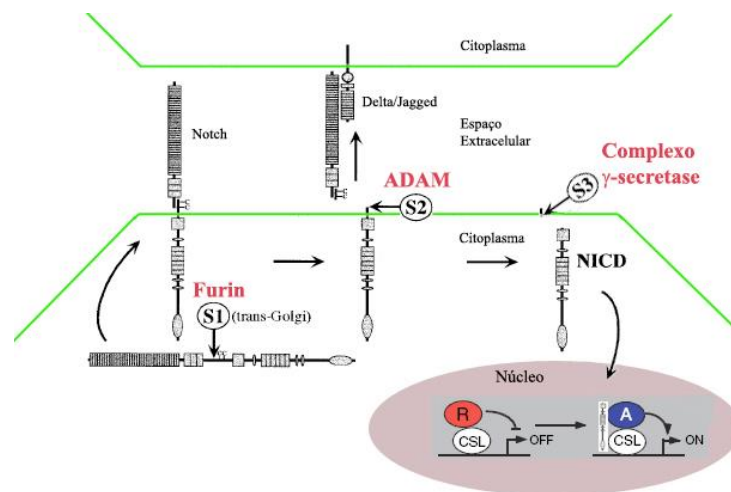 Citoplasma
Delta/Jagged
Notch
Espaço
Extracelular
Complexo
γ-secretase
S3
ADAM
S2
Citoplasma
NICD
Furin
S1 (trans-Golgi)
Núcleo
R
CSL
OFF
A
CSL
ON